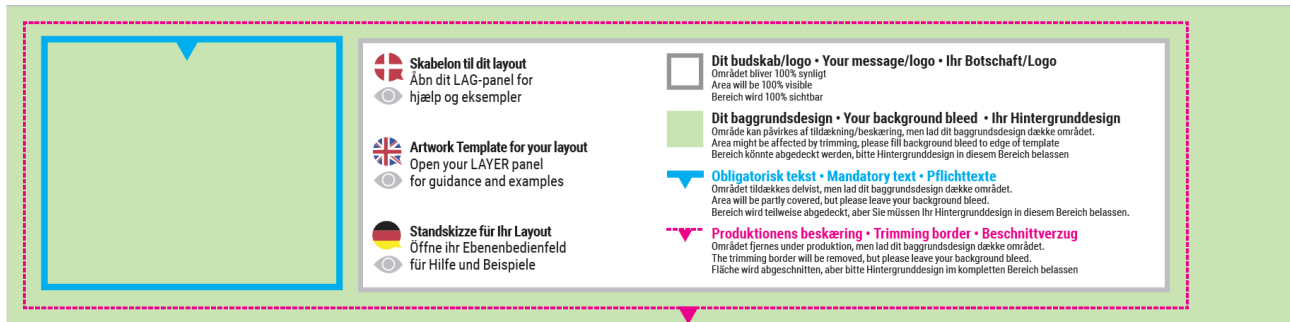 Skabelon til dit layout
Åbn dit LAG-panel for
hjælp og eksempler
Artwork Template for your layout
Open your LAYER panel
for guidance and examples
Standskizze für Ihr Layout
Öffne ihr Ebenenbedienfeld
für Hilfe und Beispiele
Dit budskab/logo • Your message/logo • Ihr Botschaft/Logo
Området bliver 100% synligt
Area will be 100% visible
Bereich wird 100% sichtbar
Dit baggrundsdesign • Your background bleed • Ihr Hintergrunddesign
Område kan påvirkes af tildækning/beskæring, men lad dit baggrundsdesign dække området.
Area might be affected by trimming, please fill background bleed to edge of template
Bereich könnte abgedeckt werden, bitte Hintergrunddesign in diesem Bereich belassen
Obligatorisk tekst • Mandatory text • Pflichttexte
Området tildækkes delvist, men lad dit baggrundsdesign dække området.
Area will be partly covered, but please leave your background bleed.
Bereich wird teilweise abgedeckt, aber Sie müssen Ihr Hintergrunddesign in diesem Bereich belassen.
Produktionens beskæring • Trimming border • Beschnittverzug
Området fjernes under produktion, men lad dit baggrundsdesign dække området.
The trimming border will be removed, but please leave your background bleed.
Fläche wird abgeschnitten, aber bitte Hintergrunddesign im kompletten Bereich belassen